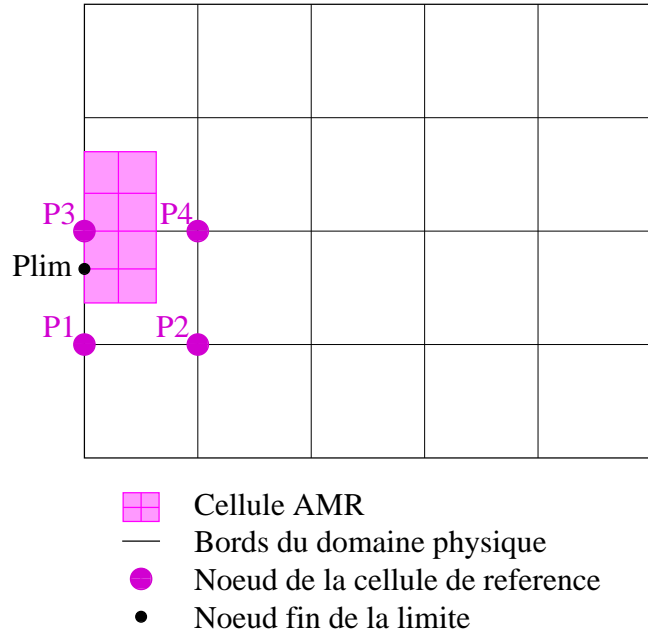 P3 P4
Plim
P1 P2
Cellule AMR
Bords du domaine physique
Noeud de la cellule de reference
Noeud fin de la limite